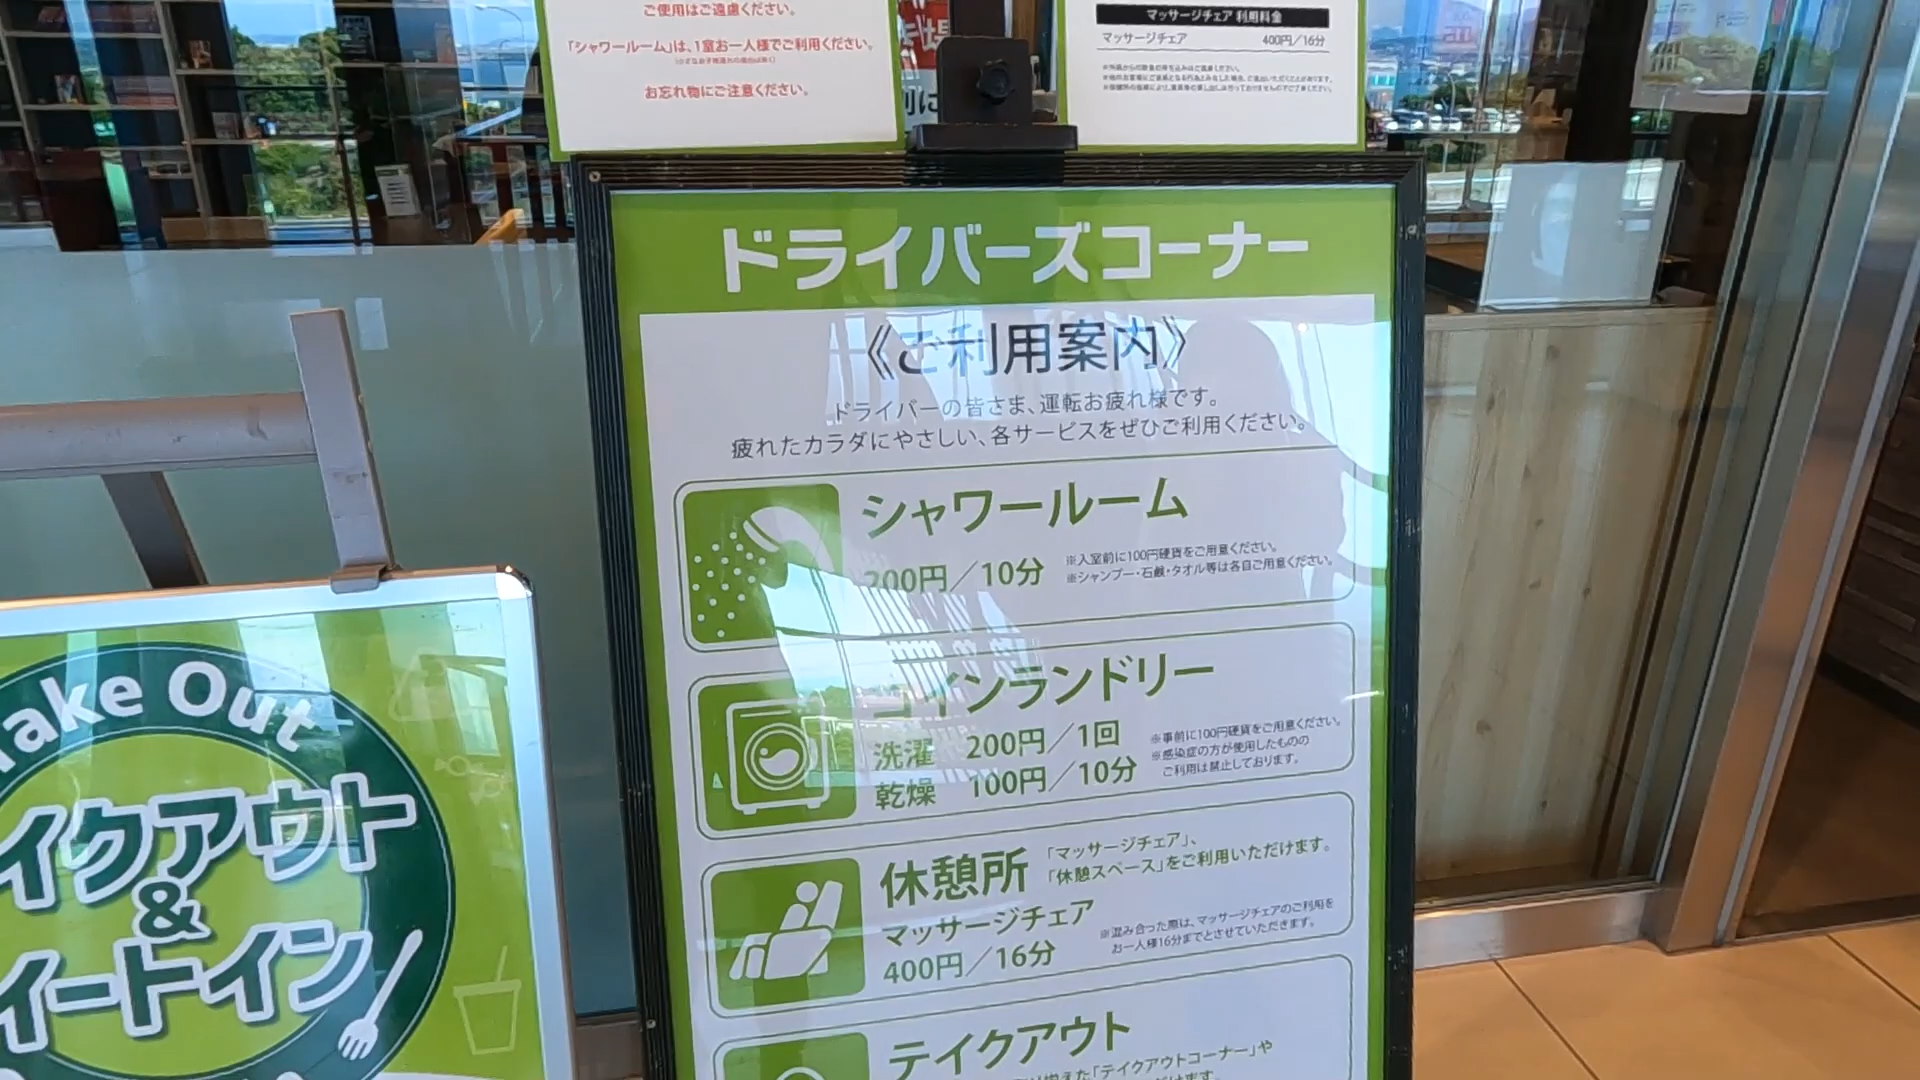 ご使用はご遠慮ください。
「シャワールーム」は、1室お一人様でご利用ください。
お忘れ物にご注意ください。
マッサージチェア 利用料金
マッサージチェア 400円/16分
ドライバーズコーナー
《ご利用案内》
ドライバーの皆さま、運転お疲れ様です。
疲れたカラダにやさしい、各サービスをぜひご利用ください。
シャワールーム
200円/10分
※入室前に100円硬貨をご用意ください。
※シャンプー・石鹸・タオル等は各自ご用意ください。
コインランドリー
洗濯 200円/1回
乾燥 100円/10分
※事前に100円硬貨をご用意ください。
※感染症の方が使用したものの
ご利用は禁止しております。
休憩所
「マッサージチェア」、
「休憩スペース」をご利用いただけます。
マッサージチェア
400円/16分
※混み合った際は、マッサージチェアのご利用を
お一人様16分までとさせていただきます。
テイクアウト
えた「テイクアウトコーナー」や
けます。
Take Out
イクアウト
&
イートイン